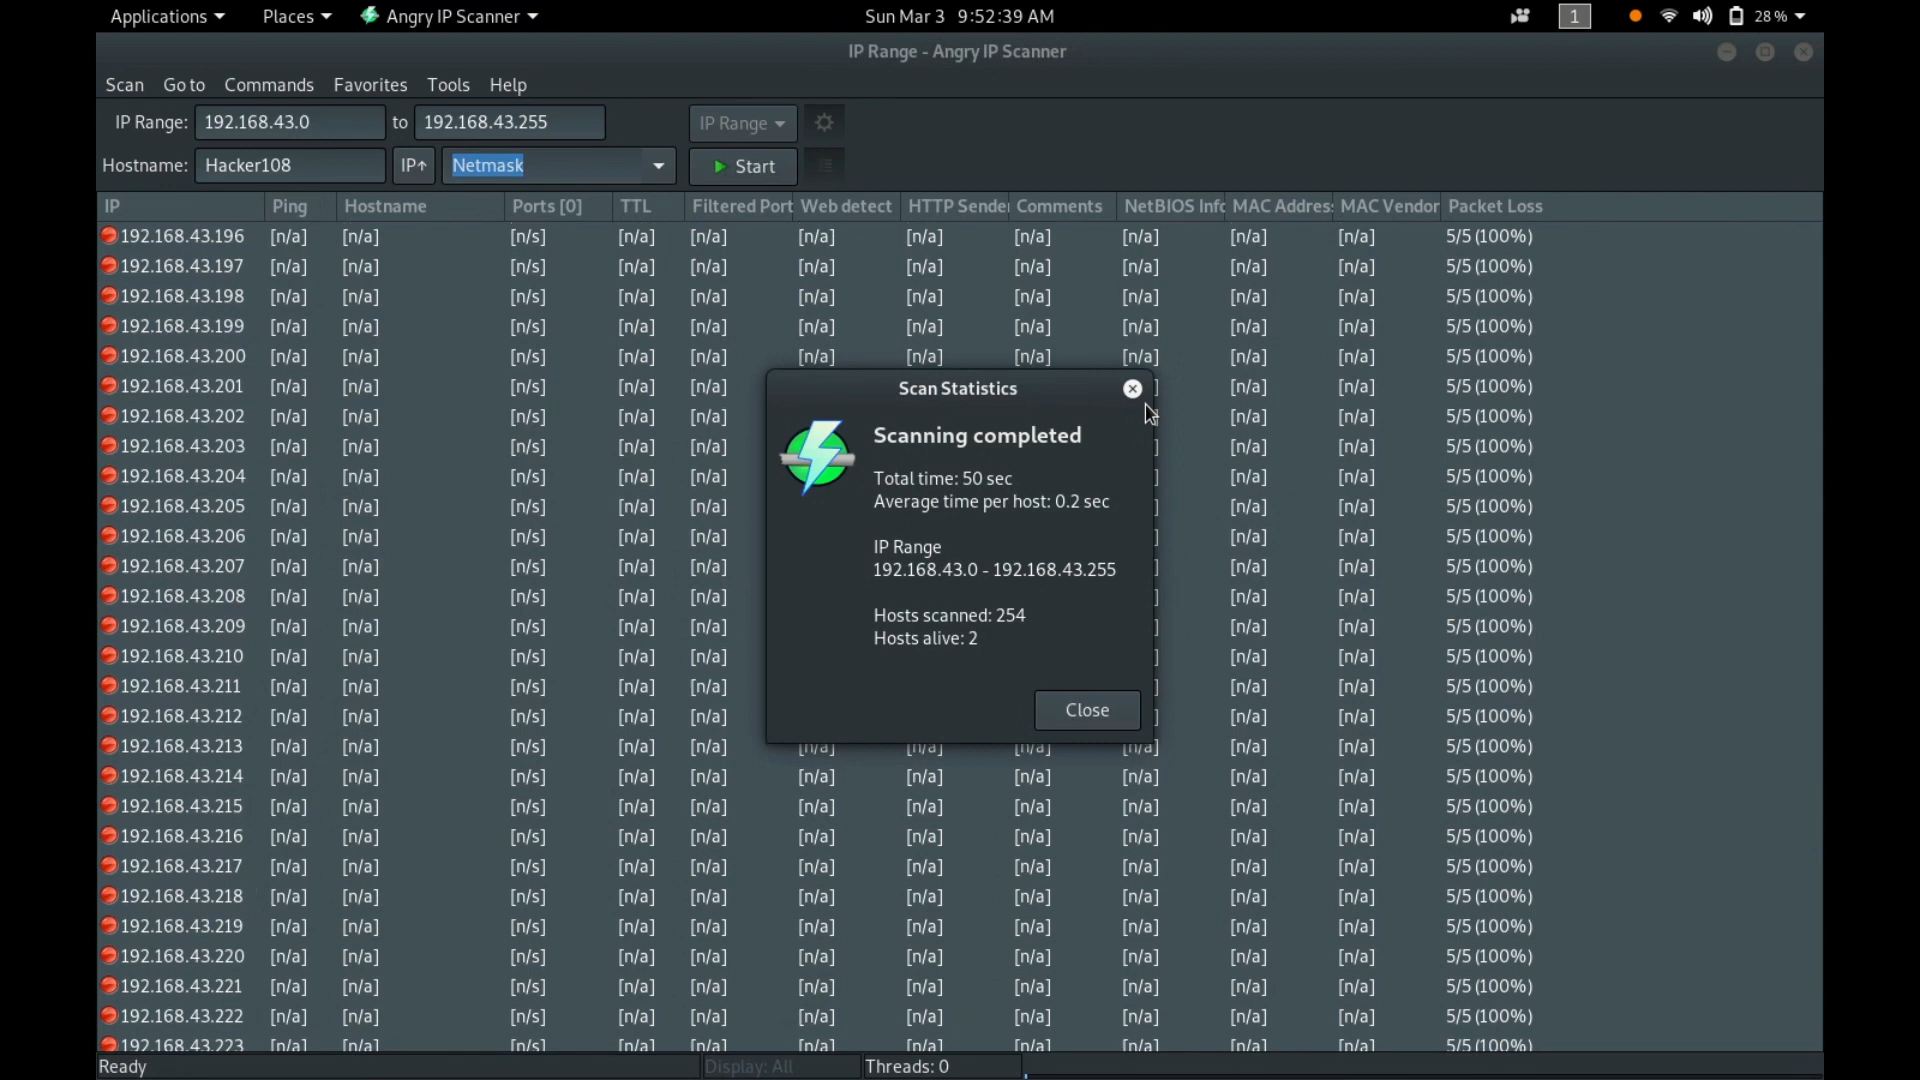 Applications Places Angry IP Scanner Sun Mar 3 9:52:39 AM 1 28 %
IP Range - Angry IP Scanner
Scan Go to Commands Favorites Tools Help
IP Range: 192.168.43.0 to 192.168.43.255 IP Range
Hostname: Hacker108 IP↑ Netmask Start
IP Ping Hostname Ports [0] TTL Filtered Port Web detect HTTP Sender Comments NetBIOS Info MAC Address MAC Vendor Packet Loss
192.168.43.196 [n/a] [n/a] [n/s] [n/a] [n/a] [n/a] [n/a] [n/a] [n/a] [n/a] [n/a] 5/5 (100%)
192.168.43.197 [n/a] [n/a] [n/s] [n/a] [n/a] [n/a] [n/a] [n/a] [n/a] [n/a] [n/a] 5/5 (100%)
192.168.43.198 [n/a] [n/a] [n/s] [n/a] [n/a] [n/a] [n/a] [n/a] [n/a] [n/a] [n/a] 5/5 (100%)
192.168.43.199 [n/a] [n/a] [n/s] [n/a] [n/a] [n/a] [n/a] [n/a] [n/a] [n/a] [n/a] 5/5 (100%)
192.168.43.200 [n/a] [n/a] [n/s] [n/a] [n/a] [n/a] [n/a] [n/a] [n/a] [n/a] [n/a] 5/5 (100%)
192.168.43.201 [n/a] [n/a] [n/s] [n/a] [n/a] [n/a] [n/a] 5/5 (100%)
192.168.43.202 [n/a] [n/a] [n/s] [n/a] [n/a] [n/a] [n/a] 5/5 (100%)
192.168.43.203 [n/a] [n/a] [n/s] [n/a] [n/a] [n/a] [n/a] 5/5 (100%)
192.168.43.204 [n/a] [n/a] [n/s] [n/a] [n/a] [n/a] [n/a] 5/5 (100%)
192.168.43.205 [n/a] [n/a] [n/s] [n/a] [n/a] [n/a] [n/a] 5/5 (100%)
192.168.43.206 [n/a] [n/a] [n/s] [n/a] [n/a] [n/a] [n/a] 5/5 (100%)
192.168.43.207 [n/a] [n/a] [n/s] [n/a] [n/a] [n/a] [n/a] 5/5 (100%)
192.168.43.208 [n/a] [n/a] [n/s] [n/a] [n/a] [n/a] [n/a] 5/5 (100%)
192.168.43.209 [n/a] [n/a] [n/s] [n/a] [n/a] [n/a] [n/a] 5/5 (100%)
192.168.43.210 [n/a] [n/a] [n/s] [n/a] [n/a] [n/a] [n/a] 5/5 (100%)
192.168.43.211 [n/a] [n/a] [n/s] [n/a] [n/a] [n/a] [n/a] 5/5 (100%)
192.168.43.212 [n/a] [n/a] [n/s] [n/a] [n/a] [n/a] [n/a] 5/5 (100%)
192.168.43.213 [n/a] [n/a] [n/s] [n/a] [n/a] [n/a] [n/a] [n/a] [n/a] [n/a] [n/a] 5/5 (100%)
192.168.43.214 [n/a] [n/a] [n/s] [n/a] [n/a] [n/a] [n/a] [n/a] [n/a] [n/a] [n/a] 5/5 (100%)
192.168.43.215 [n/a] [n/a] [n/s] [n/a] [n/a] [n/a] [n/a] [n/a] [n/a] [n/a] [n/a] 5/5 (100%)
192.168.43.216 [n/a] [n/a] [n/s] [n/a] [n/a] [n/a] [n/a] [n/a] [n/a] [n/a] [n/a] 5/5 (100%)
192.168.43.217 [n/a] [n/a] [n/s] [n/a] [n/a] [n/a] [n/a] [n/a] [n/a] [n/a] [n/a] 5/5 (100%)
192.168.43.218 [n/a] [n/a] [n/s] [n/a] [n/a] [n/a] [n/a] [n/a] [n/a] [n/a] [n/a] 5/5 (100%)
192.168.43.219 [n/a] [n/a] [n/s] [n/a] [n/a] [n/a] [n/a] [n/a] [n/a] [n/a] [n/a] 5/5 (100%)
192.168.43.220 [n/a] [n/a] [n/s] [n/a] [n/a] [n/a] [n/a] [n/a] [n/a] [n/a] [n/a] 5/5 (100%)
192.168.43.221 [n/a] [n/a] [n/s] [n/a] [n/a] [n/a] [n/a] [n/a] [n/a] [n/a] [n/a] 5/5 (100%)
192.168.43.222 [n/a] [n/a] [n/s] [n/a] [n/a] [n/a] [n/a] [n/a] [n/a] [n/a] [n/a] 5/5 (100%)
192.168.43.223 [n/a] [n/a] [n/s] [n/a] [n/a] [n/a] [n/a] [n/a] [n/a] [n/a] [n/a] 5/5 (100%)
Scan Statistics
Scanning completed
Total time: 50 sec
Average time per host: 0.2 sec
IP Range
192.168.43.0 - 192.168.43.255
Hosts scanned: 254
Hosts alive: 2
Close
Ready Display: All Threads: 0